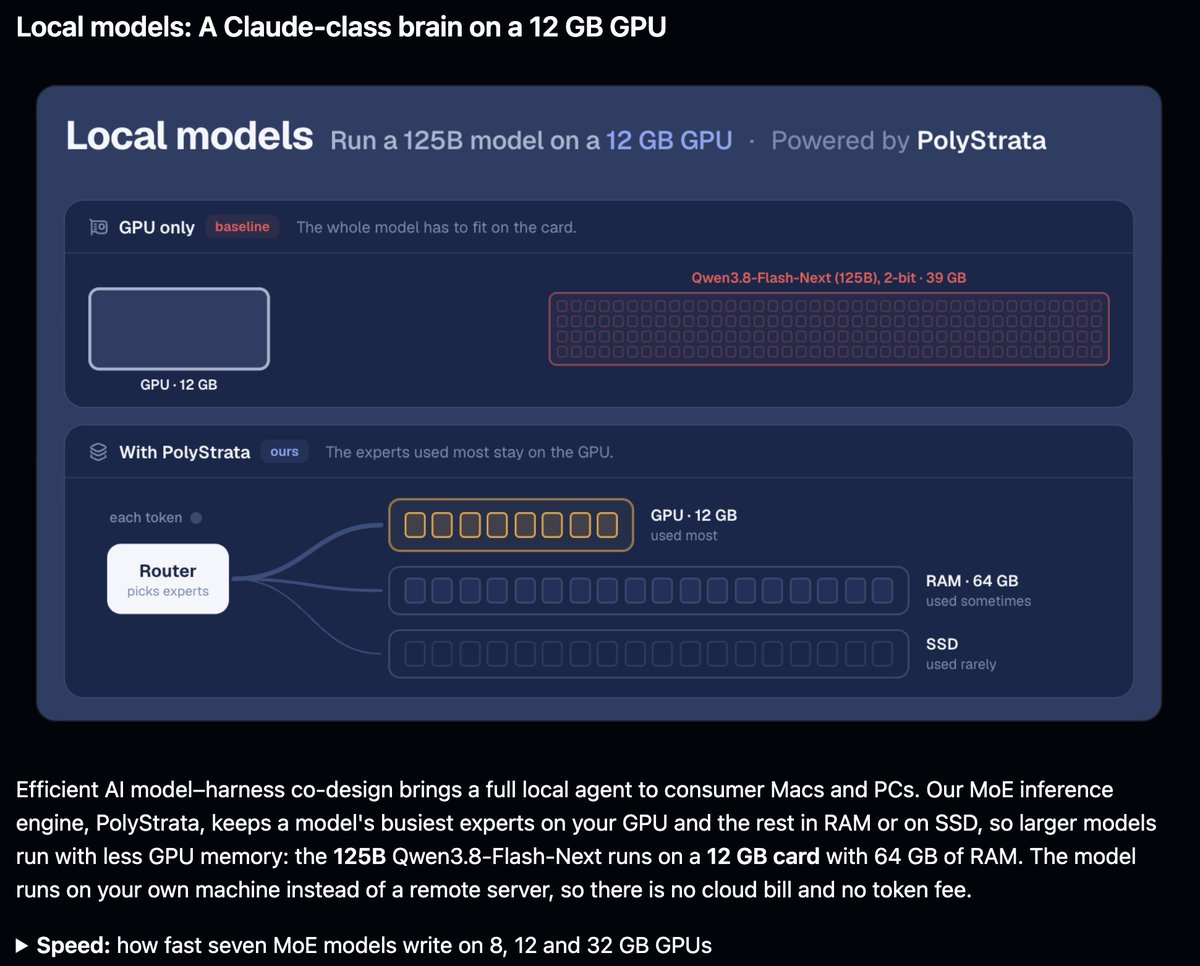 Local models: A Claude-class brain on a 12 GB GPU
Local models Run a 125B model on a 12 GB GPU · Powered by PolyStrata
GPU only baseline The whole model has to fit on the card.
Qwen3.8-Flash-Next (125B), 2-bit · 39 GB
GPU · 12 GB
With PolyStrata ours The experts used most stay on the GPU.
each token
Router
picks experts
GPU · 12 GB
used most
RAM · 64 GB
used sometimes
SSD
used rarely
Efficient AI model–harness co-design brings a full local agent to consumer Macs and PCs. Our MoE inference
engine, PolyStrata, keeps a model's busiest experts on your GPU and the rest in RAM or on SSD, so larger models
run with less GPU memory: the 125B Qwen3.8-Flash-Next runs on a 12 GB card with 64 GB of RAM. The model
runs on your own machine instead of a remote server, so there is no cloud bill and no token fee.
▶ Speed: how fast seven MoE models write on 8, 12 and 32 GB GPUs